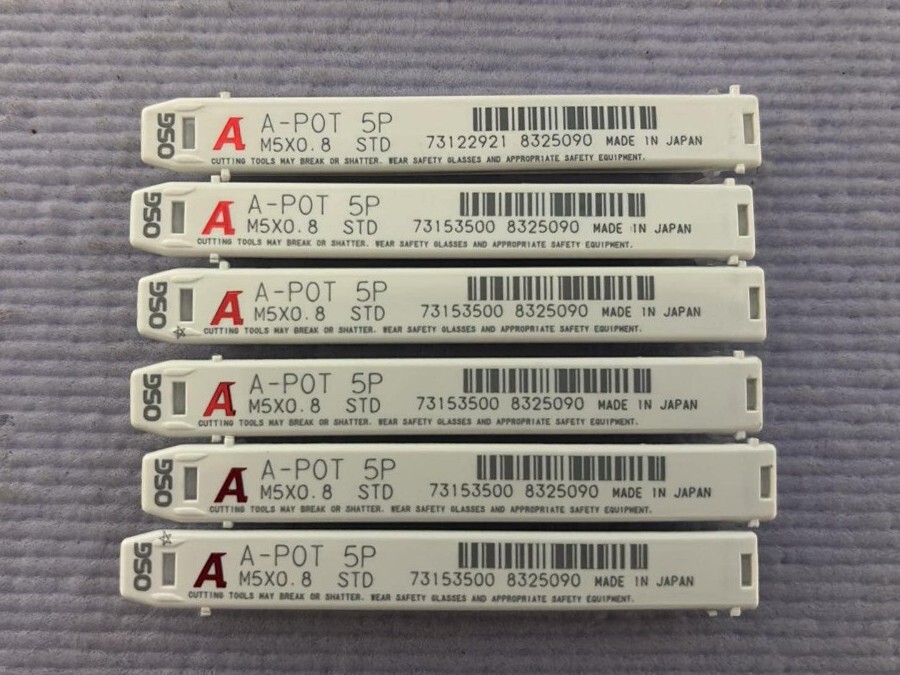 OSG A A-POT 5P
M5X0.8 STD 73122921 8325090 MADE IN JAPAN
CUTTING TOOLS MAY BREAK OR SHATTER. WEAR SAFETY GLASSES AND APPROPRIATE SAFETY EQUIPMENT.
OSG A A-POT 5P
M5X0.8 STD 73153500 8325090 MADE IN JAPAN
CUTTING TOOLS MAY BREAK OR SHATTER. WEAR SAFETY GLASSES AND APPROPRIATE SAFETY EQUIPMENT.
OSG A A-POT 5P
M5X0.8 STD 73153500 8325090 MADE IN JAPAN
CUTTING TOOLS MAY BREAK OR SHATTER. WEAR SAFETY GLASSES AND APPROPRIATE SAFETY EQUIPMENT.
OSG A A-POT 5P
M5X0.8 STD 73153500 8325090 MADE IN JAPAN
CUTTING TOOLS MAY BREAK OR SHATTER. WEAR SAFETY GLASSES AND APPROPRIATE SAFETY EQUIPMENT.
OSG A A-POT 5P
M5X0.8 STD 73153500 8325090 MADE IN JAPAN
CUTTING TOOLS MAY BREAK OR SHATTER. WEAR SAFETY GLASSES AND APPROPRIATE SAFETY EQUIPMENT.
OSG A A-POT 5P
M5X0.8 STD 73153500 8325090 MADE IN JAPAN
CUTTING TOOLS MAY BREAK OR SHATTER. WEAR SAFETY GLASSES AND APPROPRIATE SAFETY EQUIPMENT.